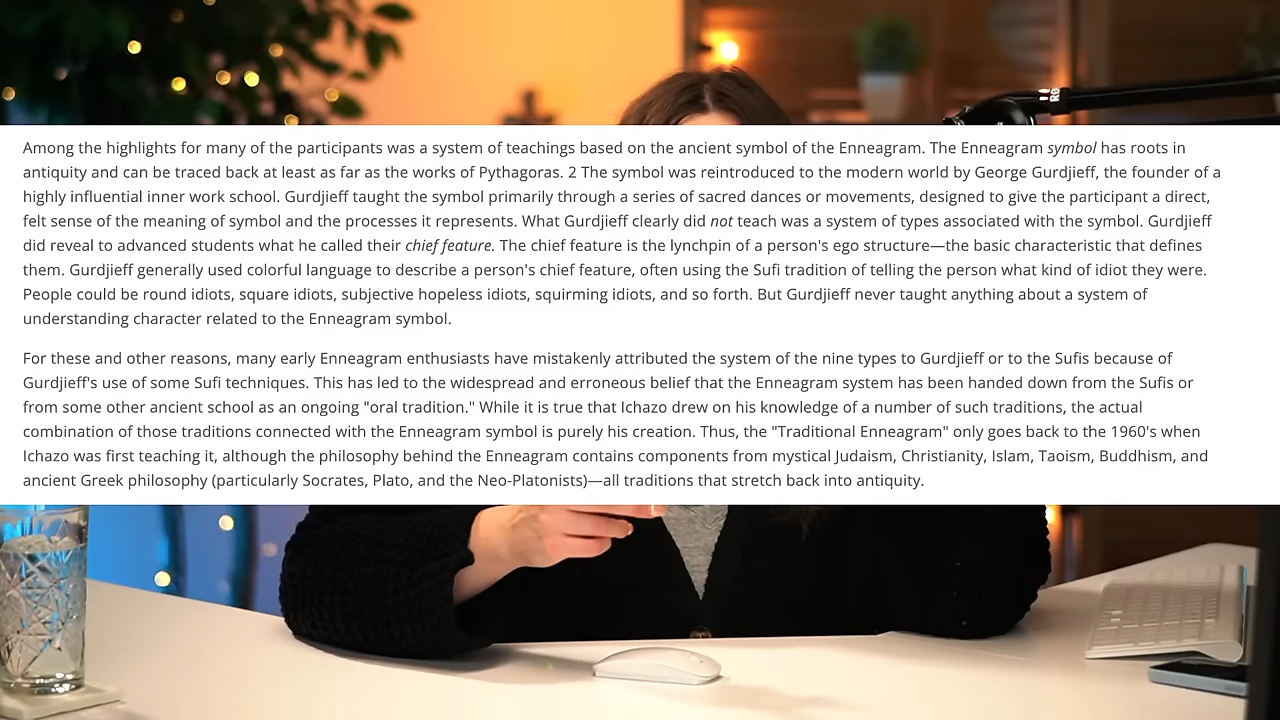 Among the highlights for many of the participants was a system of teachings based on the ancient symbol of the Enneagram. The Enneagram symbol has roots in
antiquity and can be traced back at least as far as the works of Pythagoras. 2 The symbol was reintroduced to the modern world by George Gurdjieff, the founder of a
highly influential inner work school. Gurdjieff taught the symbol primarily through a series of sacred dances or movements, designed to give the participant a direct,
felt sense of the meaning of symbol and the processes it represents. What Gurdjieff clearly did not teach was a system of types associated with the symbol. Gurdjieff
did reveal to advanced students what he called their chief feature. The chief feature is the lynchpin of a person's ego structure—the basic characteristic that defines
them. Gurdjieff generally used colorful language to describe a person's chief feature, often using the Sufi tradition of telling the person what kind of idiot they were.
People could be round idiots, square idiots, subjective hopeless idiots, squirming idiots, and so forth. But Gurdjieff never taught anything about a system of
understanding character related to the Enneagram symbol.
For these and other reasons, many early Enneagram enthusiasts have mistakenly attributed the system of the nine types to Gurdjieff or to the Sufis because of
Gurdjieff's use of some Sufi techniques. This has led to the widespread and erroneous belief that the Enneagram system has been handed down from the Sufis or
from some other ancient school as an ongoing "oral tradition." While it is true that Ichazo drew on his knowledge of a number of such traditions, the actual
combination of those traditions connected with the Enneagram symbol is purely his creation. Thus, the "Traditional Enneagram" only goes back to the 1960's when
Ichazo was first teaching it, although the philosophy behind the Enneagram contains components from mystical Judaism, Christianity, Islam, Taoism, Buddhism, and
ancient Greek philosophy (particularly Socrates, Plato, and the Neo-Platonists)—all traditions that stretch back into antiquity.